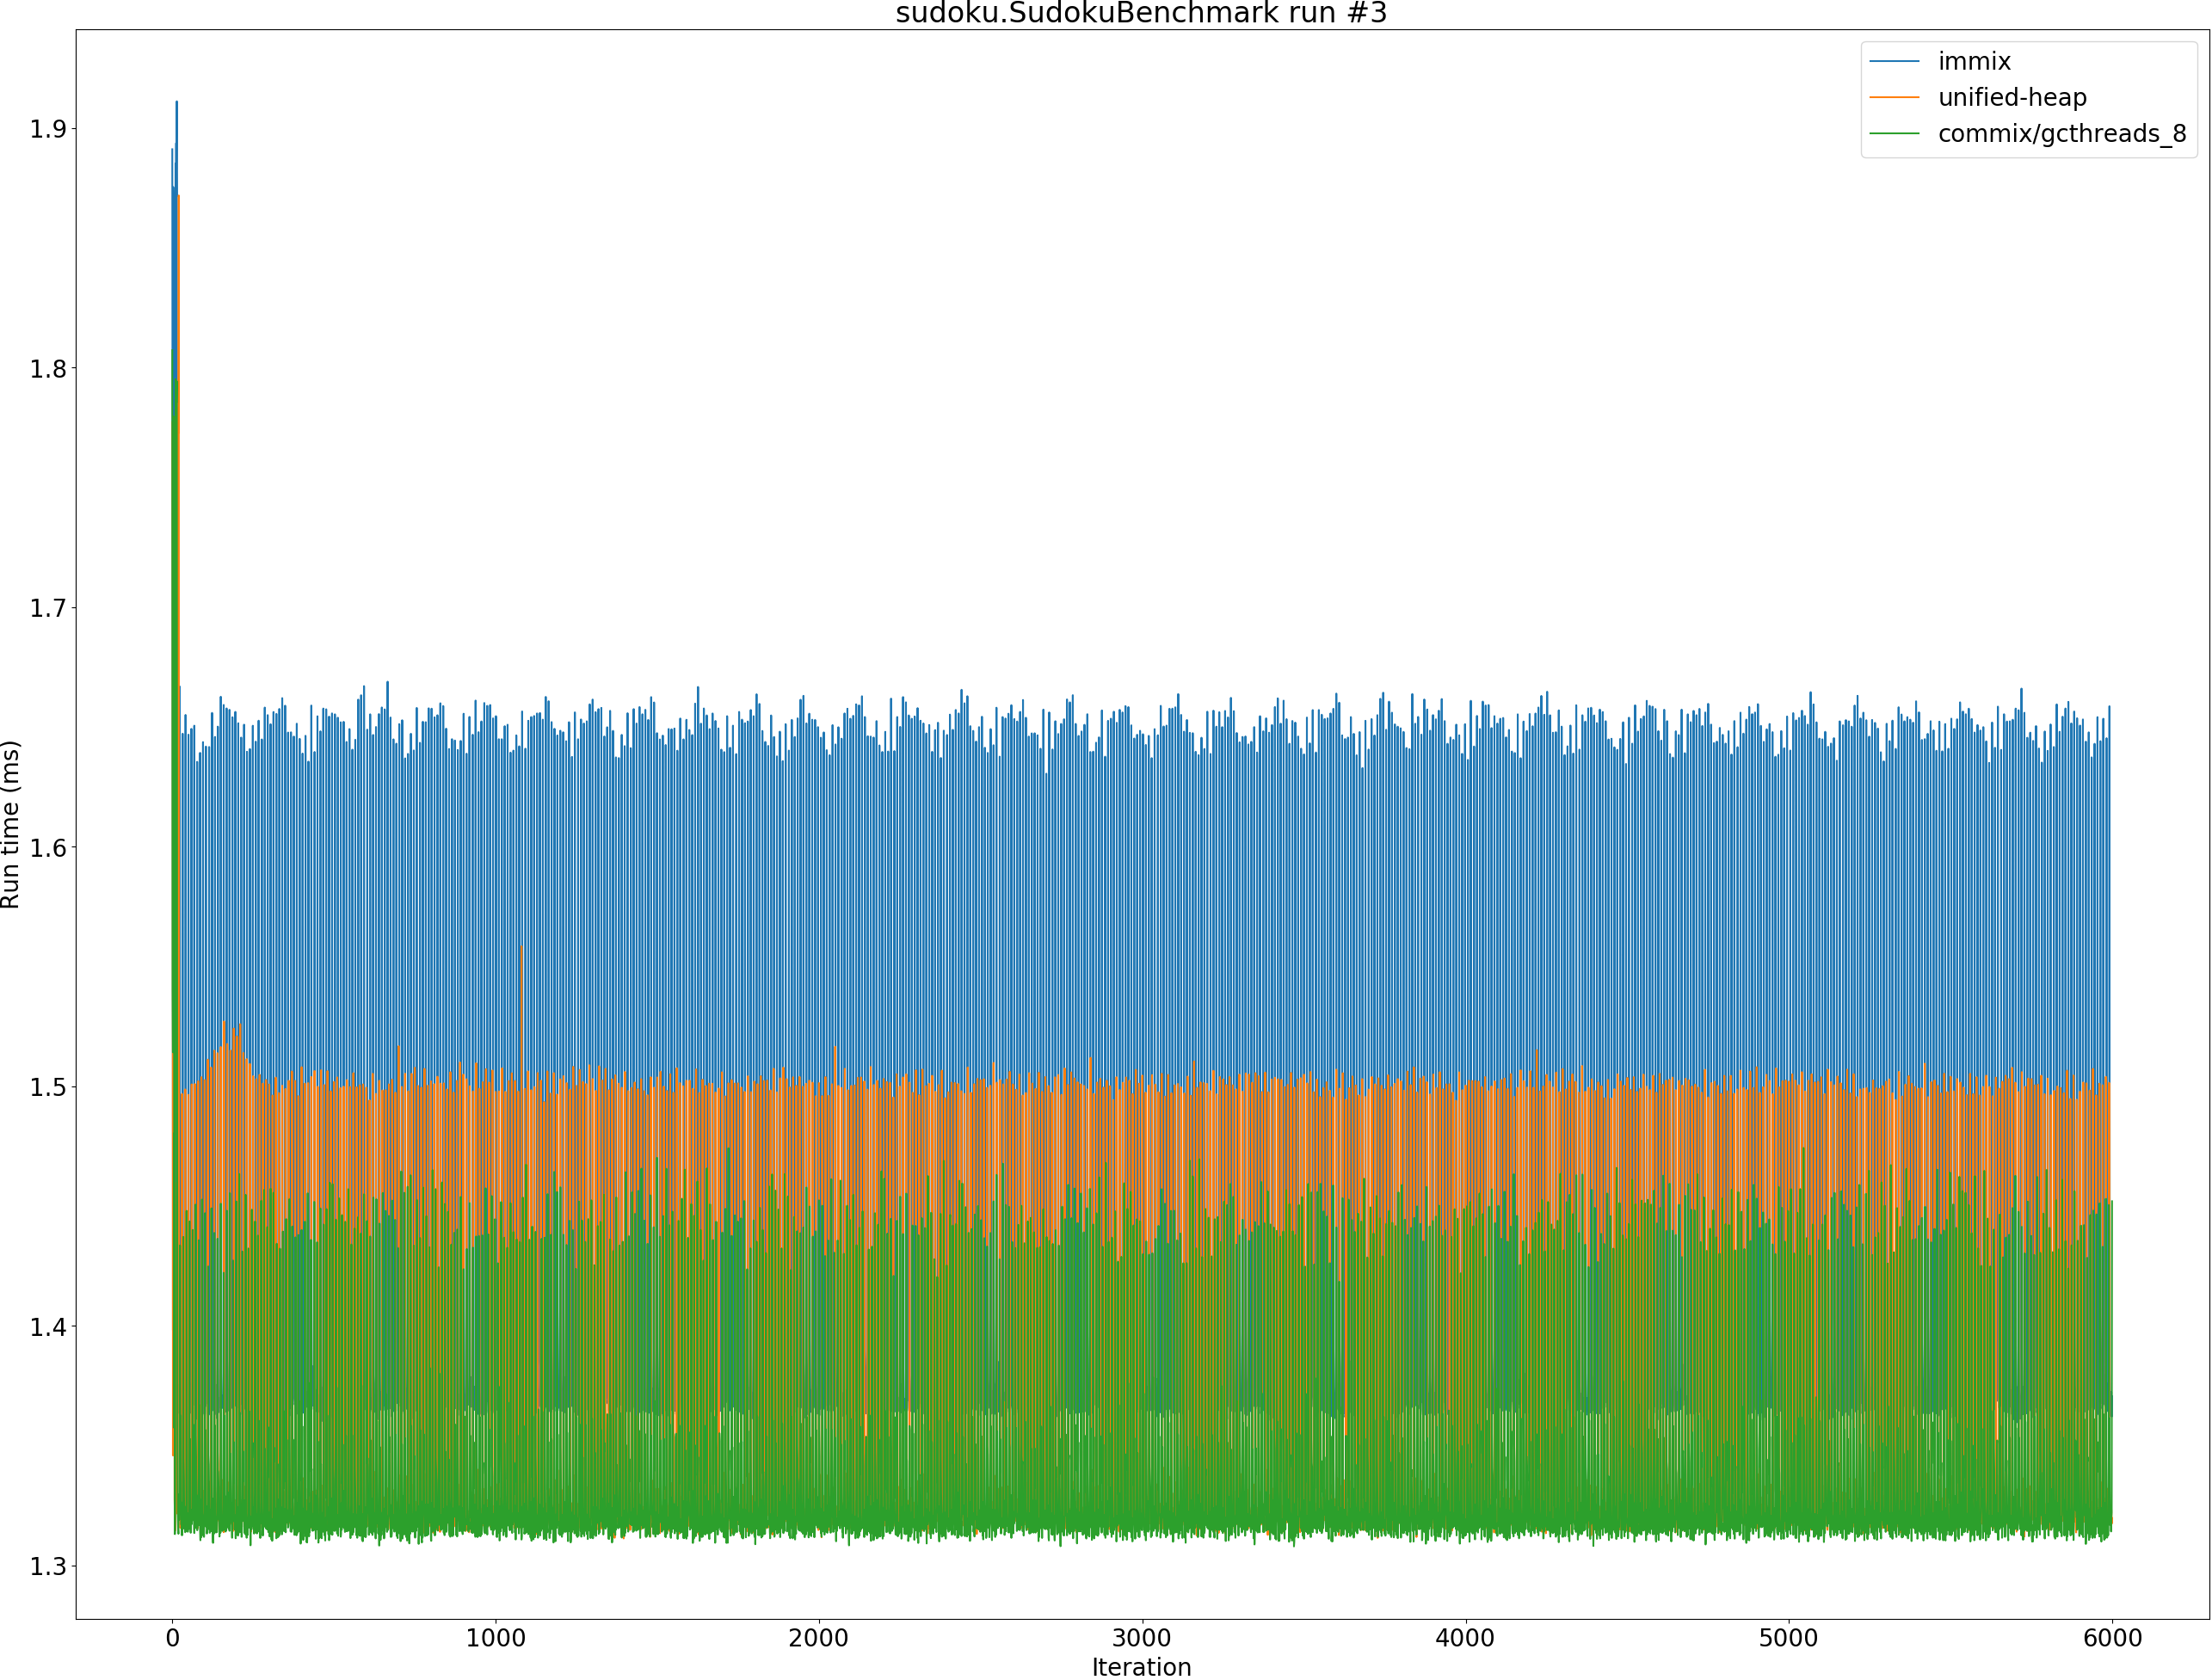 sudoku.SudokuBenchmark run #3
immix
unified-heap
commix/gcthreads_8
Run time (ms)
1.9
1.8
1.7
1.6
1.5
1.4
1.3
0 1000 2000 3000 4000 5000 6000
Iteration